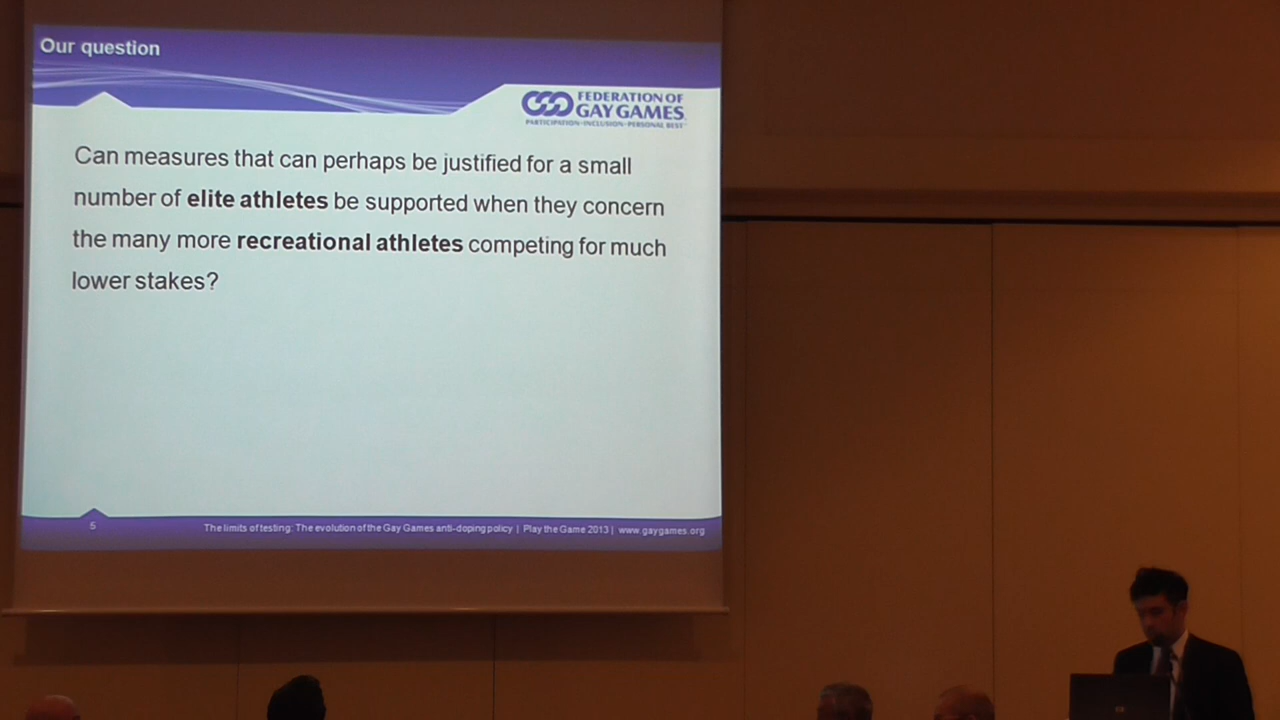 Our question
FEDERATION OF
GAY GAMES
PARTICIPATION • INCLUSION • PERSONAL BEST
Can measures that can perhaps be justified for a small
number of elite athletes be supported when they concern
the many more recreational athletes competing for much
lower stakes?
5
The limits of testing: The evolution of the Gay Games anti-doping policy | Play the Game 2013 | www.gaygames.org